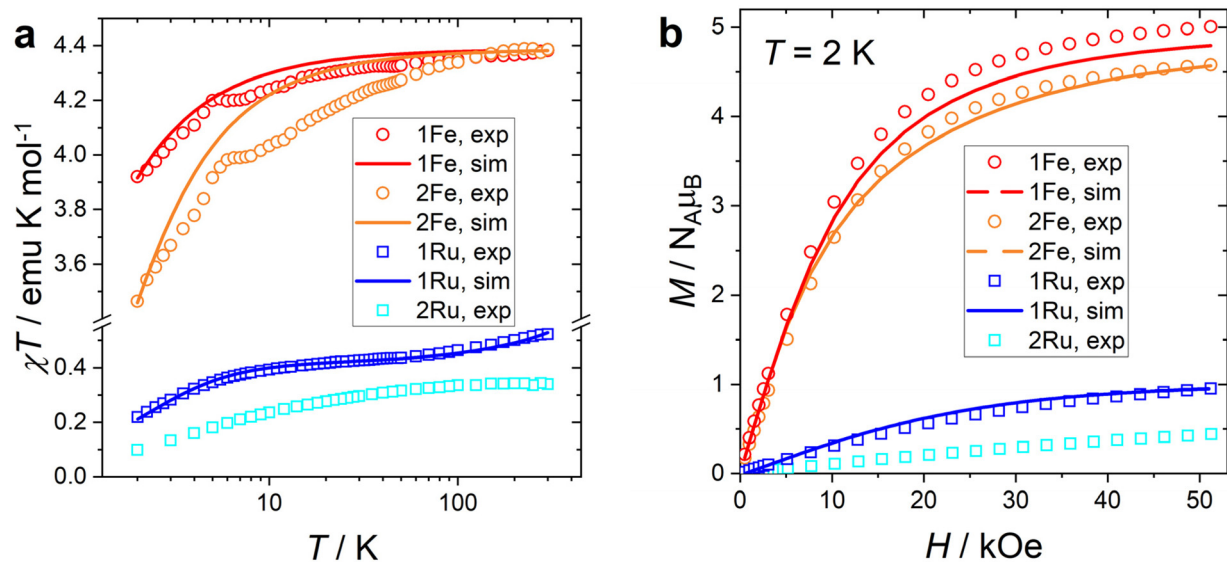 a
4.4
4.2
4.0
3.8
3.6
0.4
0.2
0.0
χT / emu K mol⁻¹
1Fe, exp
1Fe, sim
2Fe, exp
2Fe, sim
1Ru, exp
1Ru, sim
2Ru, exp
10
100
T / K
b
T = 2 K
5
4
3
2
1
0
M / N_Aμ_B
1Fe, exp
1Fe, sim
2Fe, exp
2Fe, sim
1Ru, exp
1Ru, sim
2Ru, exp
0
10
20
30
40
50
H / kOe